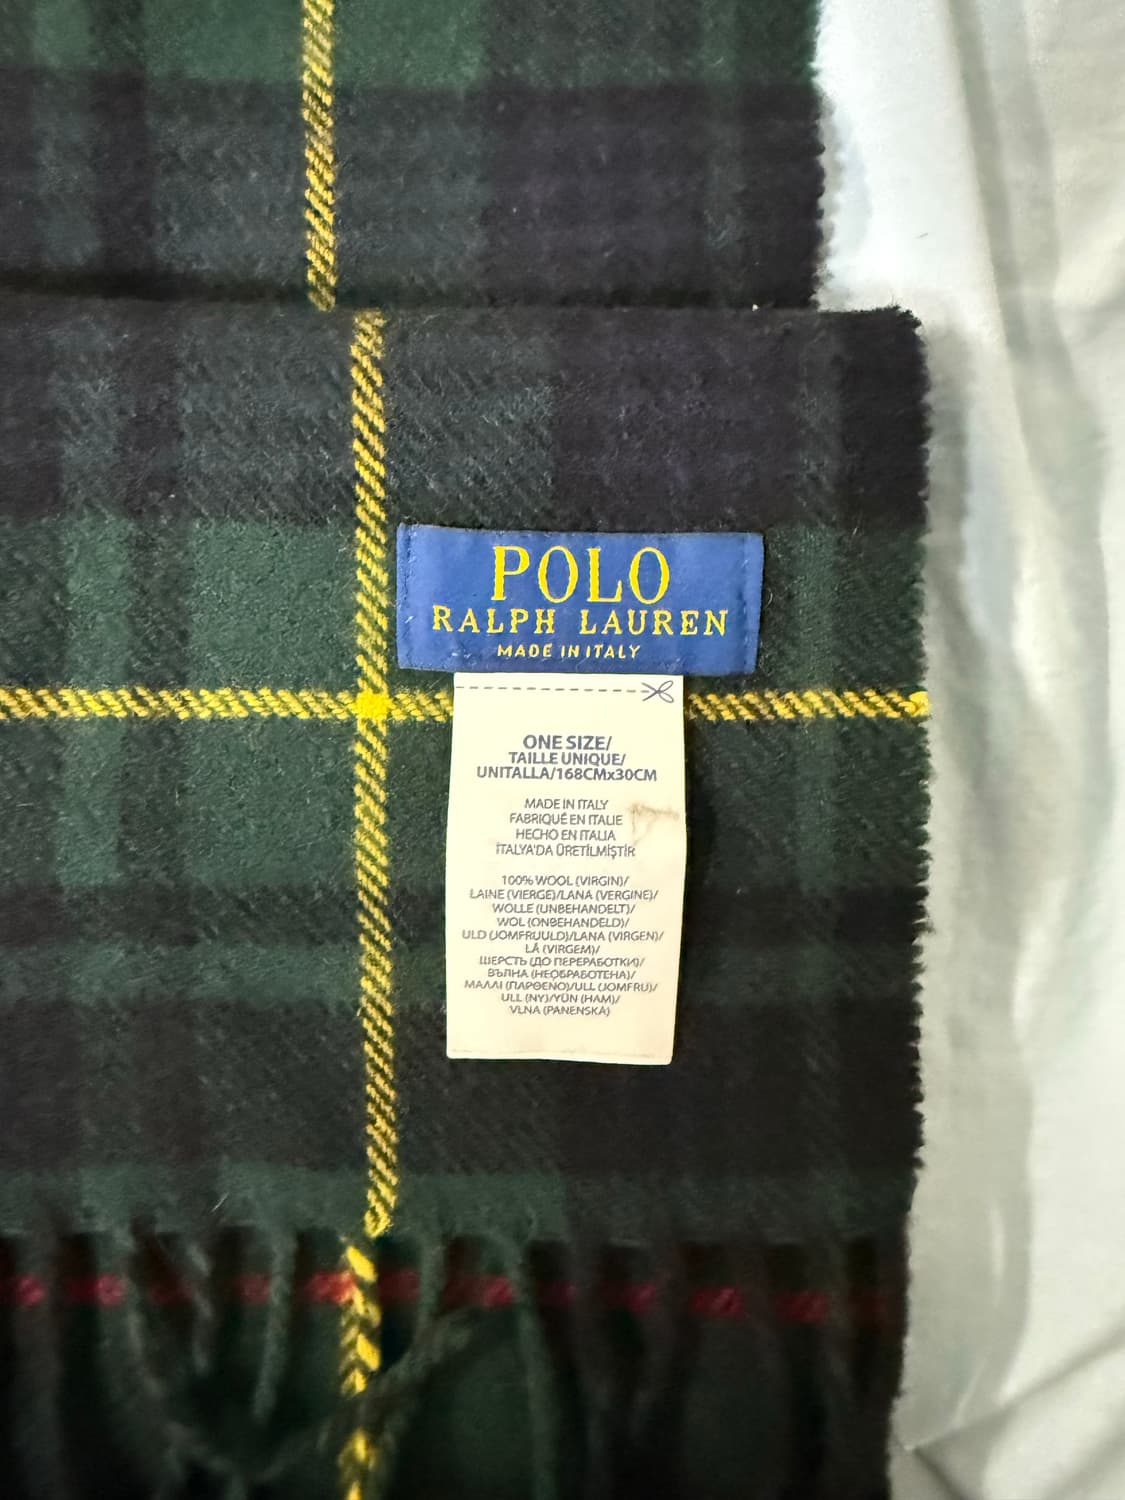 POLO
RALPH LAUREN
MADE IN ITALY
ONE SIZE/
TAILLE UNIQUE/
UNITALLA/168CMx30CM
MADE IN ITALY
FABRIQUÉ EN ITALIE
HECHO EN ITALIA
İTALYA'DA ÜRETİLMİŞTİR
100% WOOL (VIRGIN)/
LAINE (VIERGE)/LANA (VERGINE)/
WOLLE (UNBEHANDELT)/
WOL (ONBEHANDELD)/
ULD (JOMFRUULD)/LANA (VIRGEN)/
LÃ (VIRGEM)/
ШЕРСТЬ (ДО ПЕРЕРАБОТКИ)/
ВЪЛНА (НЕОБРАБОТЕНА)/
ΜΑΛΛΙ (ΠΑΡΘΕΝΟ)/ULL (JOMFRU)/
ULL (NY)/YÜN (HAM)/
VLNA (PANENSKA)